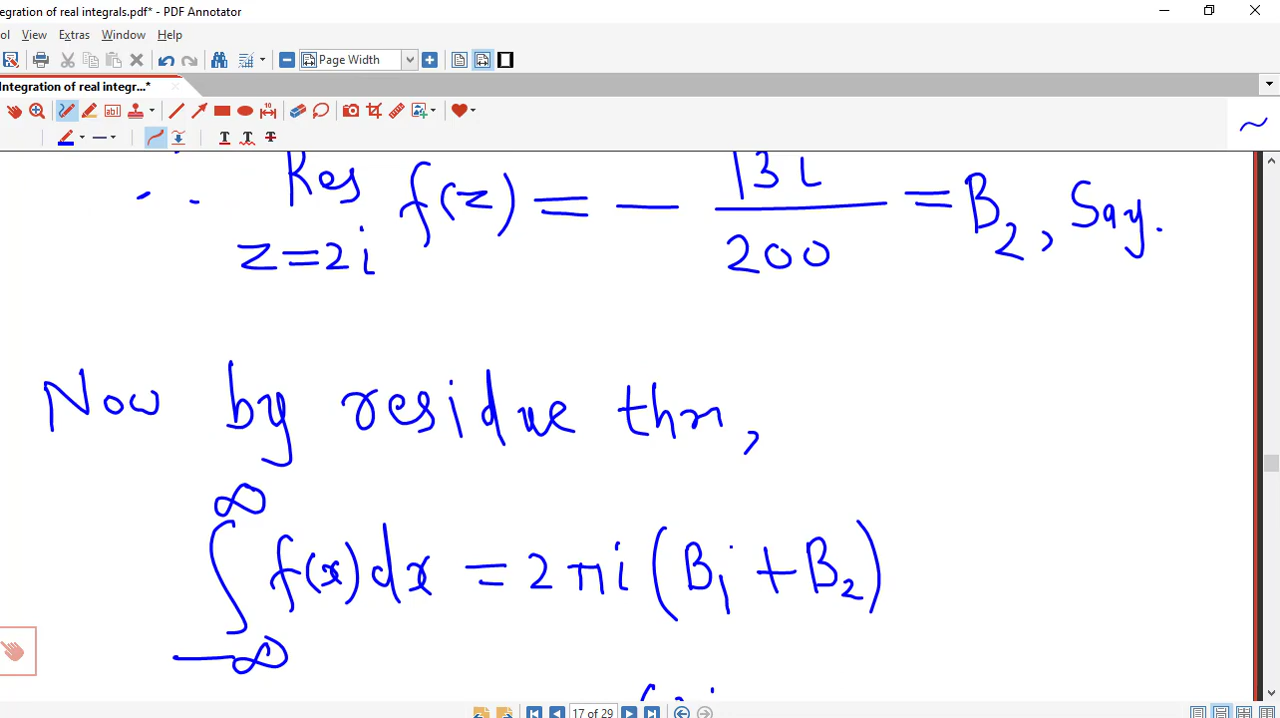 egration of real integrals.pdf* - PDF Annotator
ol View Extras Window Help
Page Width
Integration of real integr...*
∴ Res f(z) = - 13i / 200 = B₂, Say.
z=2i
Now by residue thm,
∫_{-∞}^{∞} f(x)dx = 2πi (B₁ + B₂)
17 of 29